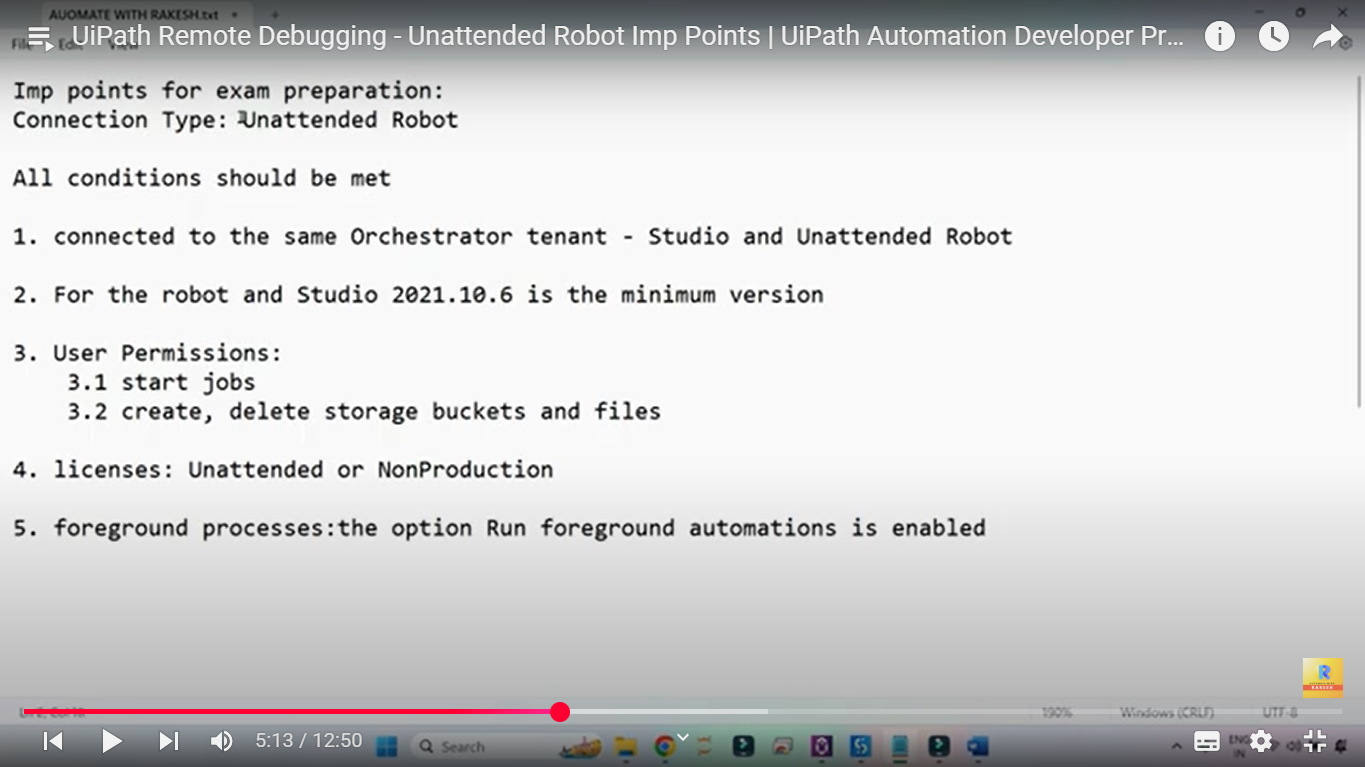 AUOMATE WITH RAKESH.txt
UiPath Remote Debugging - Unattended Robot Imp Points | UiPath Automation Developer Pr...
File Edit View
Imp points for exam preparation:
Connection Type: Unattended Robot
All conditions should be met
1. connected to the same Orchestrator tenant - Studio and Unattended Robot
2. For the robot and Studio 2021.10.6 is the minimum version
3. User Permissions:
3.1 start jobs
3.2 create, delete storage buckets and files
4. licenses: Unattended or NonProduction
5. foreground processes:the option Run foreground automations is enabled
R
RAKESH
190% Windows (CRLF) UTF-8
5:13 / 12:50
Search
ENG
IN